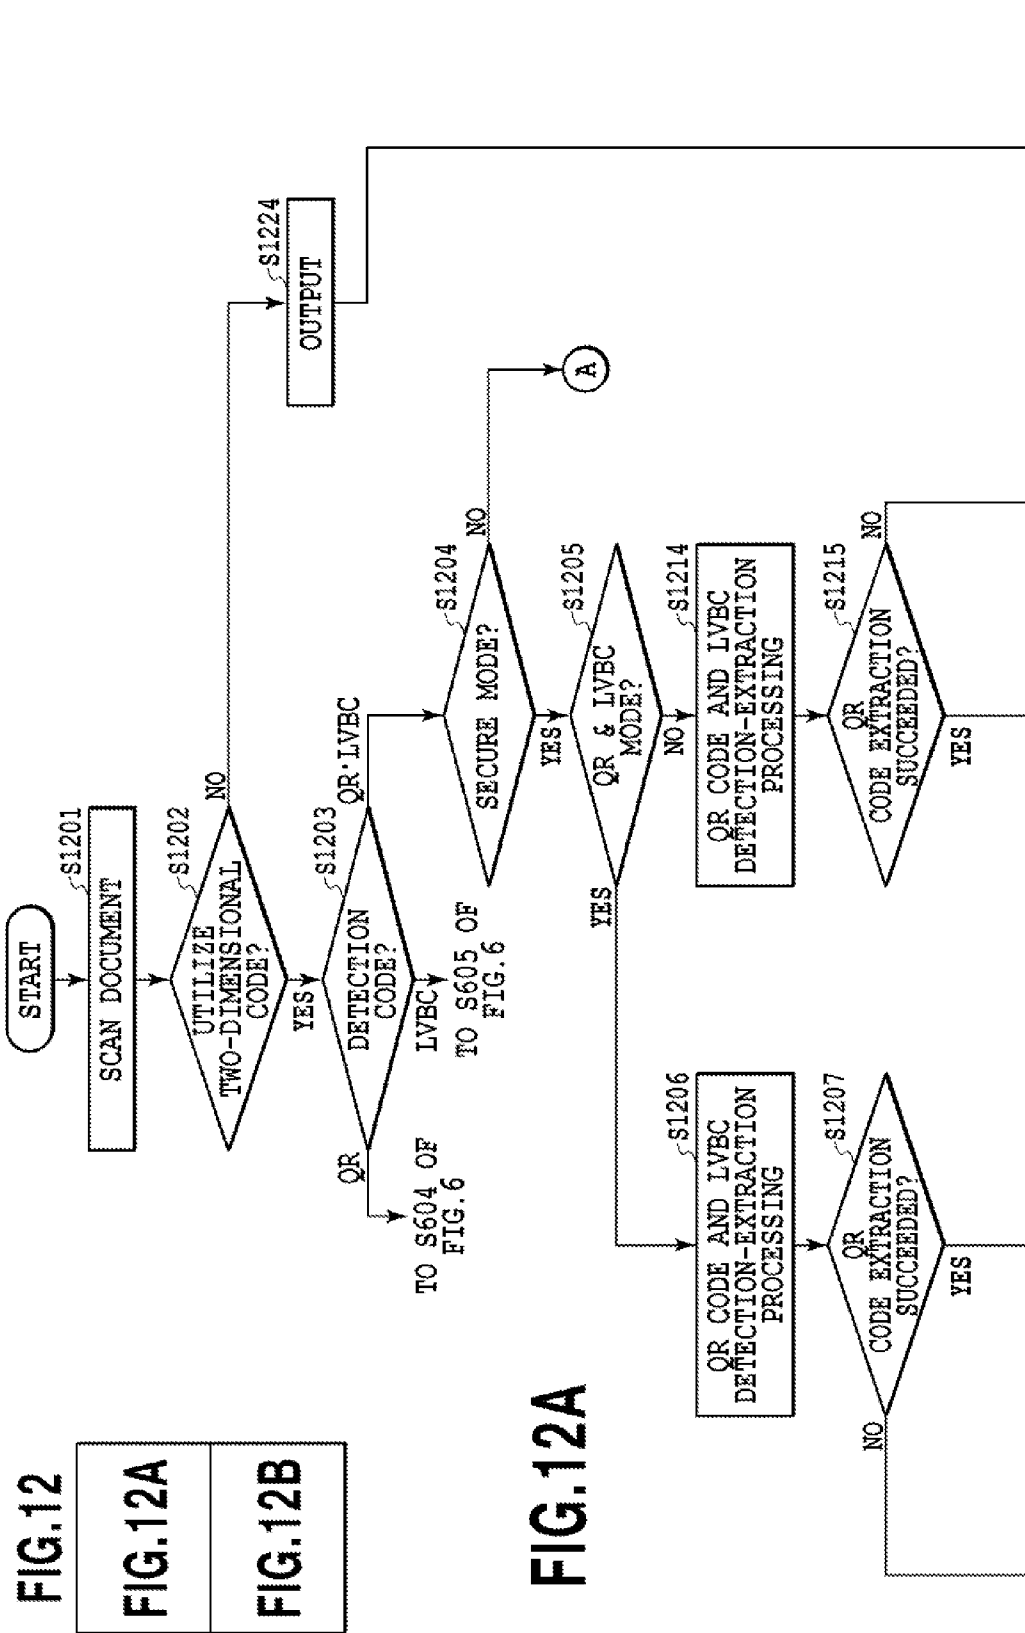 FIG.12
FIG.12A
FIG.12B
FIG.12A
START
S1201
SCAN DOCUMENT
S1202
UTILIZE
TWO-DIMENSIONAL
CODE?
NO
YES
S1224
OUTPUT
S1203
DETECTION
CODE?
QR
QR·LVBC
LVBC
TO S604 OF
FIG.6
TO S605 OF
FIG.6
S1204
SECURE MODE?
NO
A
YES
S1205
QR & LVBC
MODE?
YES
NO
S1206
QR CODE AND LVBC
DETECTION-EXTRACTION
PROCESSING
S1214
QR CODE AND LVBC
DETECTION-EXTRACTION
PROCESSING
S1207
QR
CODE EXTRACTION
SUCCEEDED?
NO
YES
S1215
QR
CODE EXTRACTION
SUCCEEDED?
NO
YES